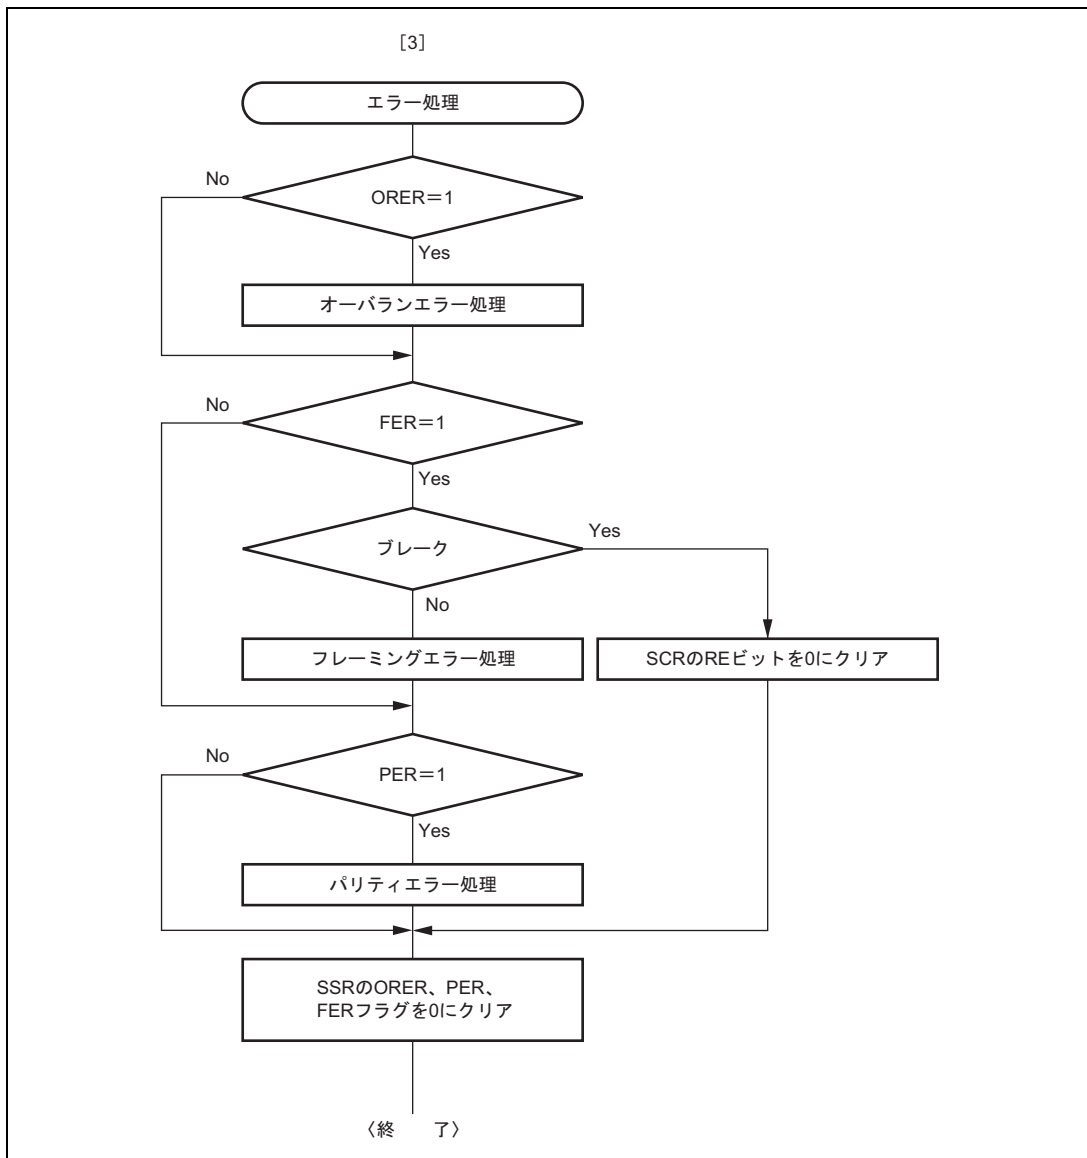 ［3］
エラー処理
No
ORER＝1
Yes
オーバランエラー処理
No
FER＝1
Yes
ブレーク
Yes
No
フレーミングエラー処理
SCRのREビットを0にクリア
No
PER＝1
Yes
パリティエラー処理
SSRのORER、PER、
FERフラグを0にクリア
〈終　　了〉